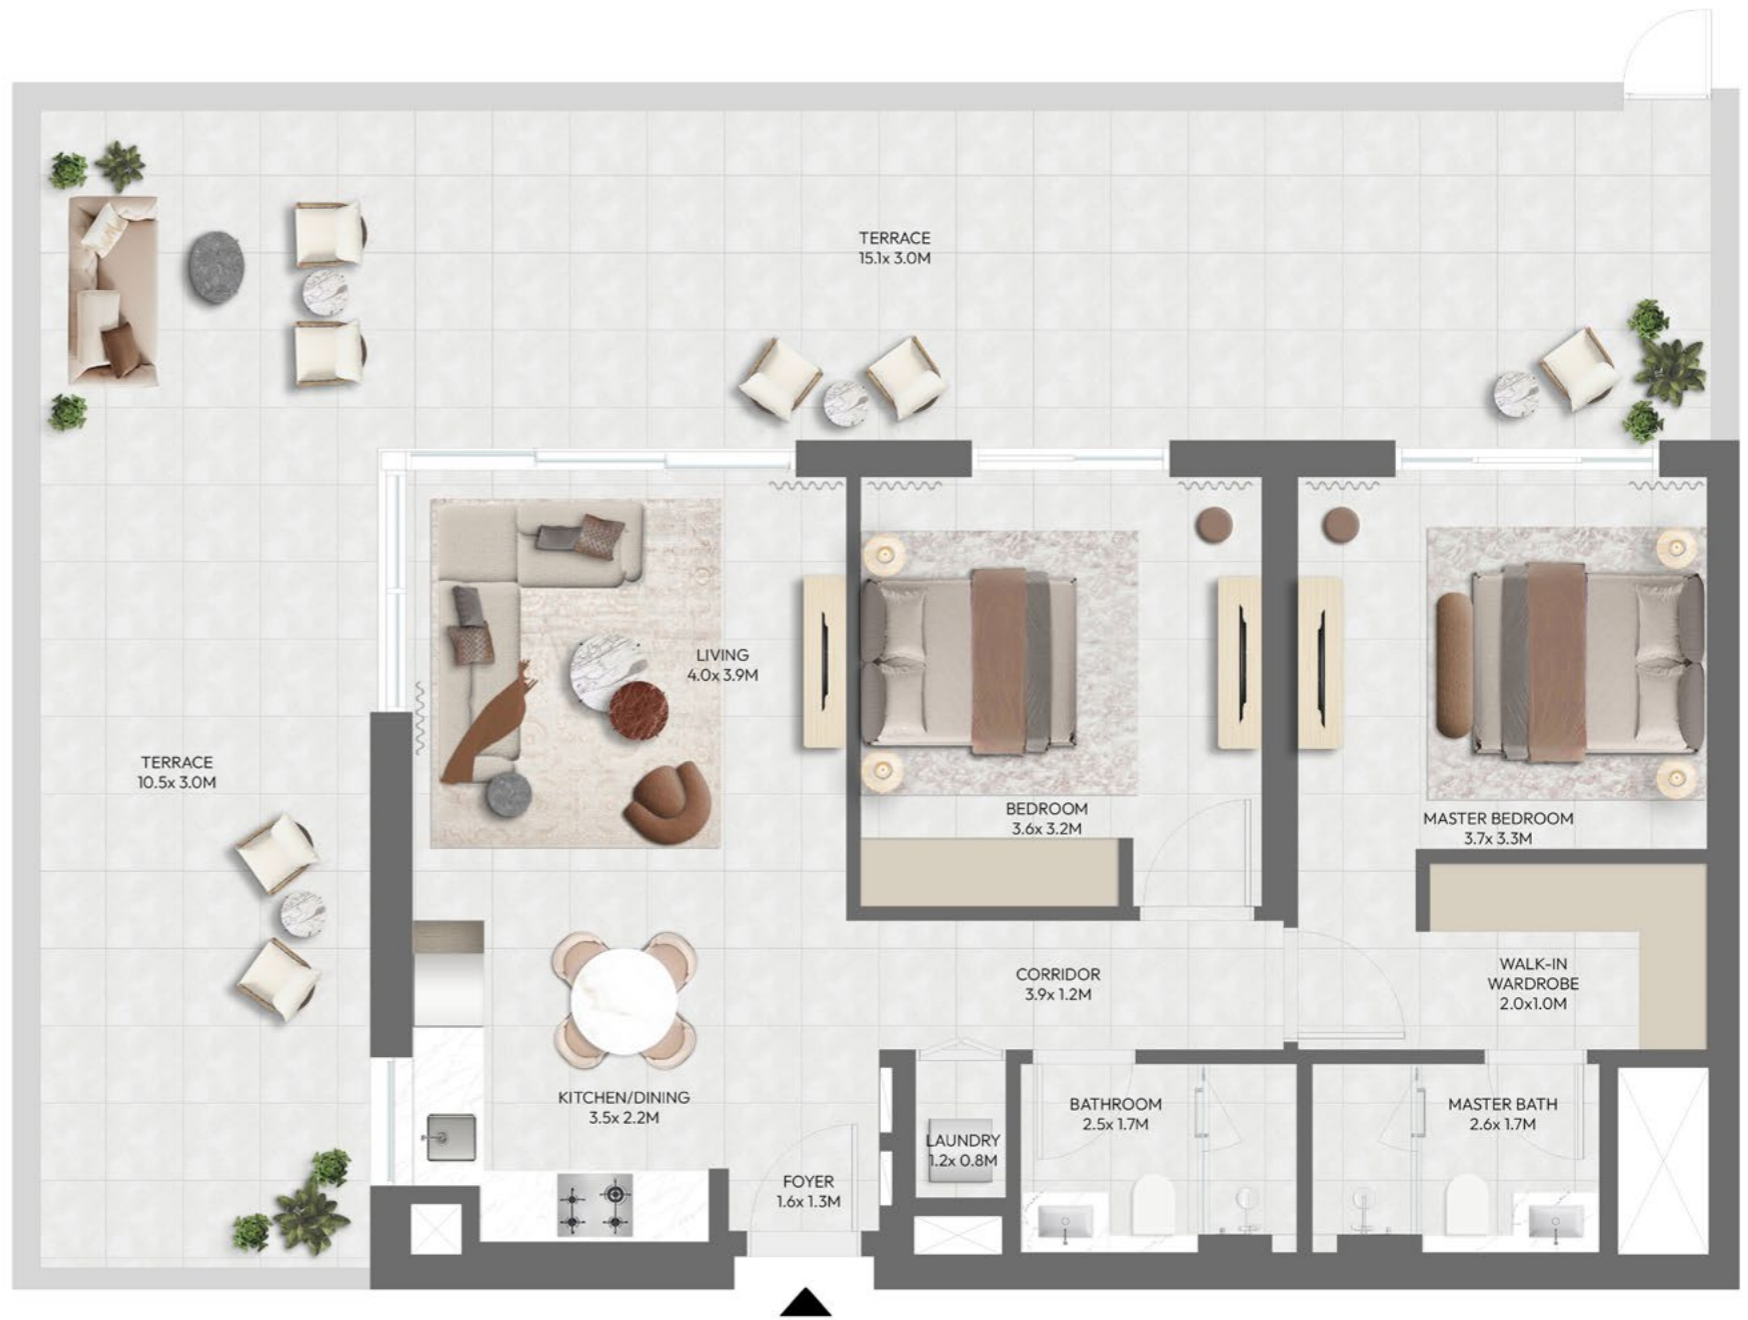 TERRACE
15.1x 3.0M
LIVING
4.0x 3.9M
TERRACE
10.5x 3.0M
BEDROOM
3.6x 3.2M
MASTER BEDROOM
3.7x 3.3M
CORRIDOR
3.9x 1.2M
WALK-IN
WARDROBE
2.0x1.0M
KITCHEN/DINING
3.5x 2.2M
BATHROOM
2.5x 1.7M
MASTER BATH
2.6x 1.7M
LAUNDRY
1.2x 0.8M
FOYER
1.6x 1.3M